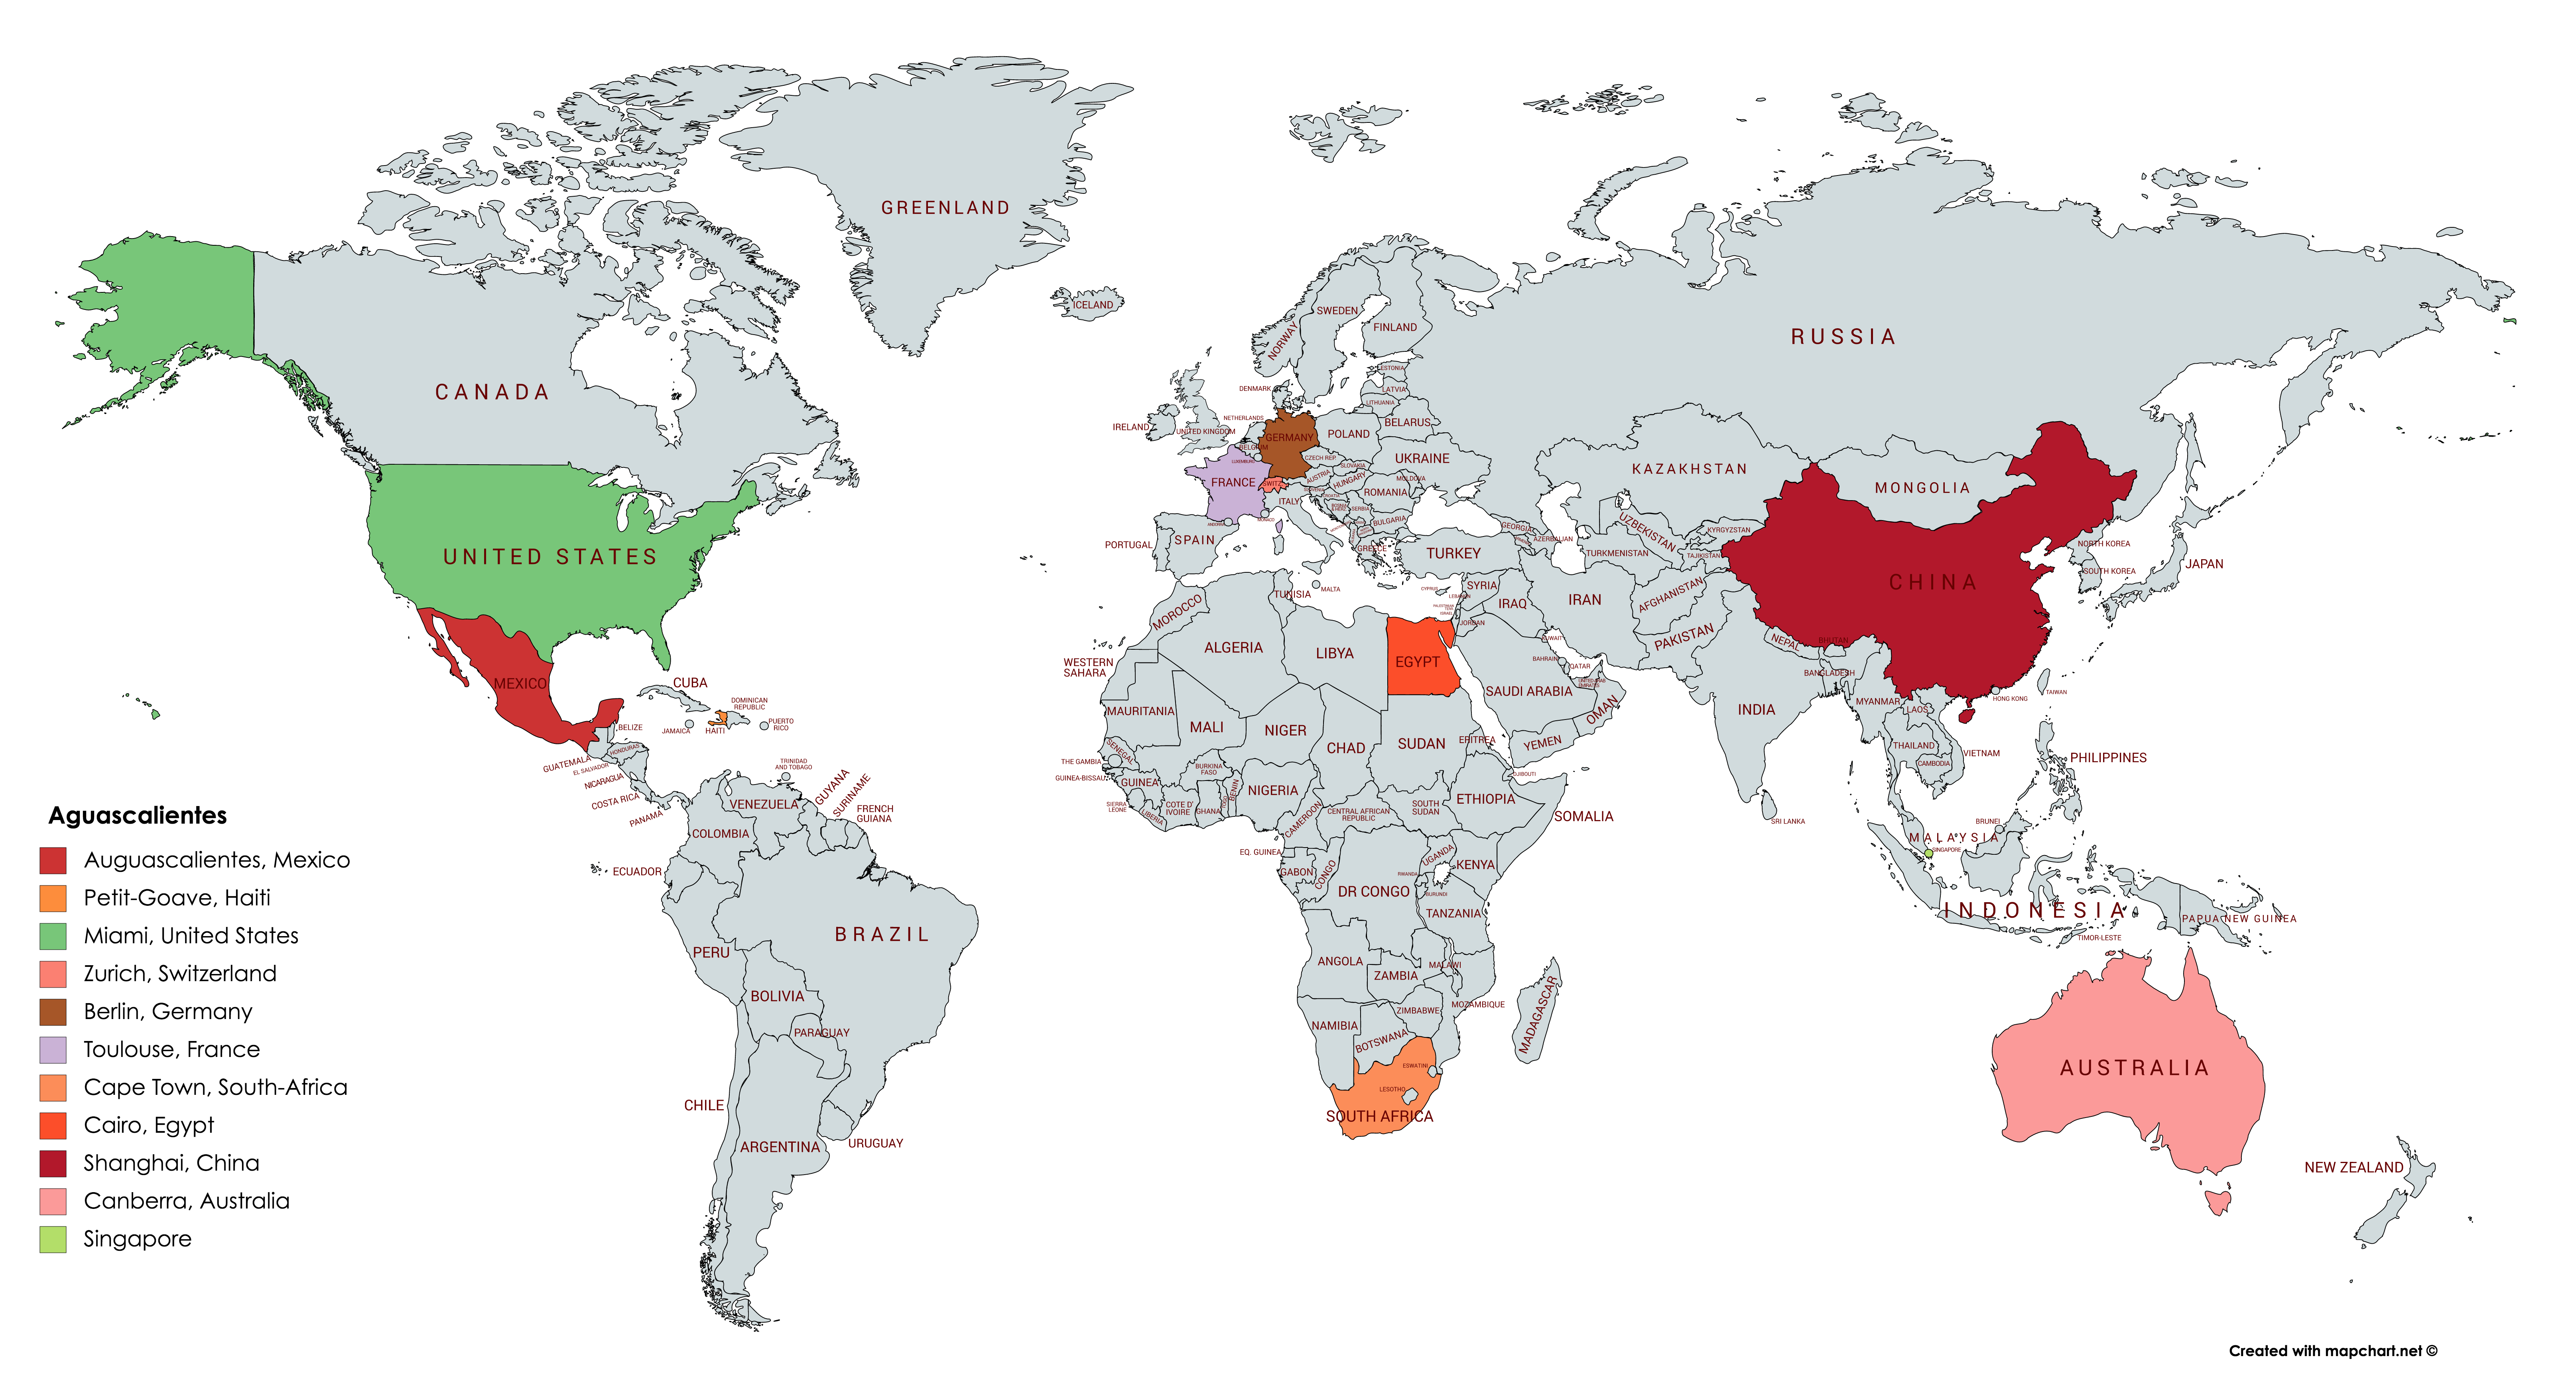 GREENLAND
ICELAND
RUSSIA
CANADA
UNITED STATES
MEXICO
CUBA
DOMINICAN
REPUBLIC
HAITI
JAMAICA
PUERTO
RICO
BELIZE
HONDURAS
GUATEMALA
EL SALVADOR
NICARAGUA
COSTA RICA
PANAMA
TRINIDAD
AND TOBAGO
VENEZUELA
GUYANA
SURINAME
FRENCH
GUIANA
COLOMBIA
ECUADOR
PERU
BRAZIL
BOLIVIA
PARAGUAY
CHILE
ARGENTINA
URUGUAY
NORWAY
SWEDEN
FINLAND
ESTONIA
LATVIA
LITHUANIA
DENMARK
IRELAND
UNITED KINGDOM
NETHERLANDS
BELGIUM
LUXEMBURG
GERMANY
POLAND
BELARUS
UKRAINE
CZECH REP.
SLOVAKIA
AUSTRIA
HUNGARY
MOLDOVA
ROMANIA
FRANCE
SWITZ.
ITALY
SERBIA
BULGARIA
ANDORRA
MONACO
PORTUGAL
SPAIN
GREECE
TURKEY
GEORGIA
AZERBAIJAN
MALTA
CYPRUS
LEBANON
SYRIA
ISRAEL
JORDAN
IRAQ
IRAN
KUWAIT
BAHRAIN
QATAR
UNITED ARAB
EMIRATES
SAUDI ARABIA
OMAN
YEMEN
KAZAKHSTAN
UZBEKISTAN
TURKMENISTAN
KYRGYZSTAN
TAJIKISTAN
AFGHANISTAN
PAKISTAN
MONGOLIA
CHINA
NORTH KOREA
SOUTH KOREA
JAPAN
NEPAL
BHUTAN
BANGLADESH
INDIA
SRI LANKA
MYANMAR
LAOS
THAILAND
CAMBODIA
VIETNAM
HONG KONG
TAIWAN
PHILIPPINES
BRUNEI
MALAYSIA
SINGAPORE
INDONESIA
TIMOR-LESTE
PAPUA NEW GUINEA
AUSTRALIA
NEW ZEALAND
MOROCCO
WESTERN
SAHARA
ALGERIA
TUNISIA
LIBYA
EGYPT
MAURITANIA
MALI
NIGER
CHAD
SUDAN
ERITREA
DJIBOUTI
SENEGAL
THE GAMBIA
GUINEA-BISSAU
GUINEA
SIERRA
LEONE
LIBERIA
COTE D'
IVOIRE
BURKINA
FASO
GHANA
TOGO
BENIN
NIGERIA
CAMEROON
CENTRAL AFRICAN
REPUBLIC
SOUTH
SUDAN
ETHIOPIA
SOMALIA
EQ. GUINEA
GABON
CONGO
DR CONGO
UGANDA
KENYA
RWANDA
BURUNDI
TANZANIA
ANGOLA
ZAMBIA
MALAWI
MOZAMBIQUE
ZIMBABWE
NAMIBIA
BOTSWANA
MADAGASCAR
ESWATINI
LESOTHO
SOUTH AFRICA
Aguascalientes
Auguascalientes, Mexico
Petit-Goave, Haiti
Miami, United States
Zurich, Switzerland
Berlin, Germany
Toulouse, France
Cape Town, South-Africa
Cairo, Egypt
Shanghai, China
Canberra, Australia
Singapore
Created with mapchart.net ©